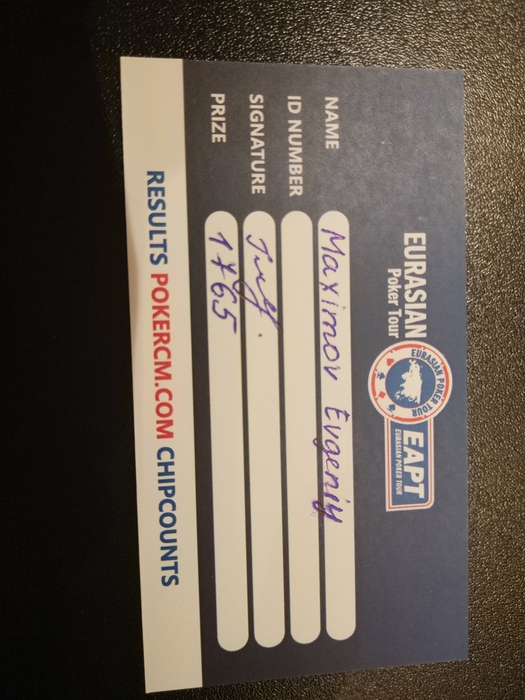 EURASIAN
Poker Tour
EURASIAN POKER TOUR
EAPT
EURASIAN POKER TOUR
NAME Maximov Evgeniy
ID NUMBER
SIGNATURE
PRIZE 1765
RESULTS POKERCM.COM CHIPCOUNTS